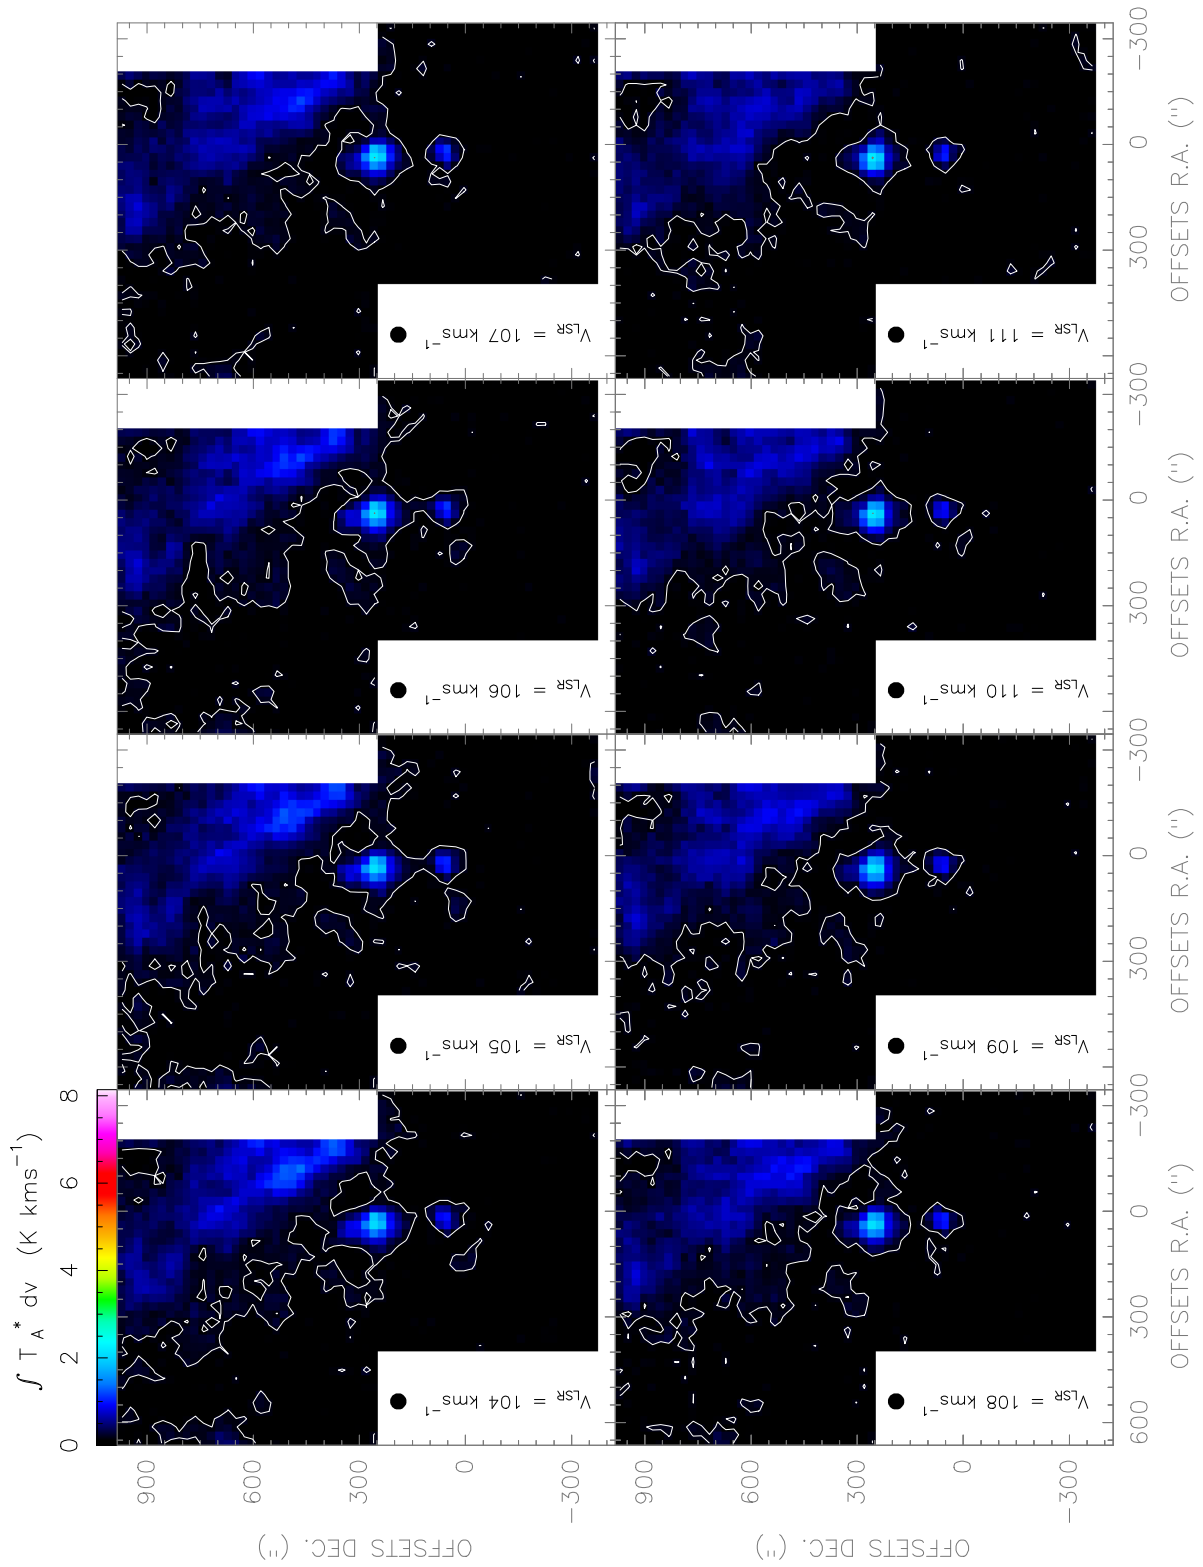 ∫ T_A* dv (K kms⁻¹)
0 2 4 6 8
V_LSR = 104 kms⁻¹
V_LSR = 105 kms⁻¹
V_LSR = 106 kms⁻¹
V_LSR = 107 kms⁻¹
900 600 300 0 −300
OFFSETS DEC. (")
V_LSR = 108 kms⁻¹
V_LSR = 109 kms⁻¹
V_LSR = 110 kms⁻¹
V_LSR = 111 kms⁻¹
900 600 300 0 −300
OFFSETS DEC. (")
600 300 0 −300
300 0 −300
300 0 −300
300 0 −300
OFFSETS R.A. (")
OFFSETS R.A. (")
OFFSETS R.A. (")
OFFSETS R.A. (")